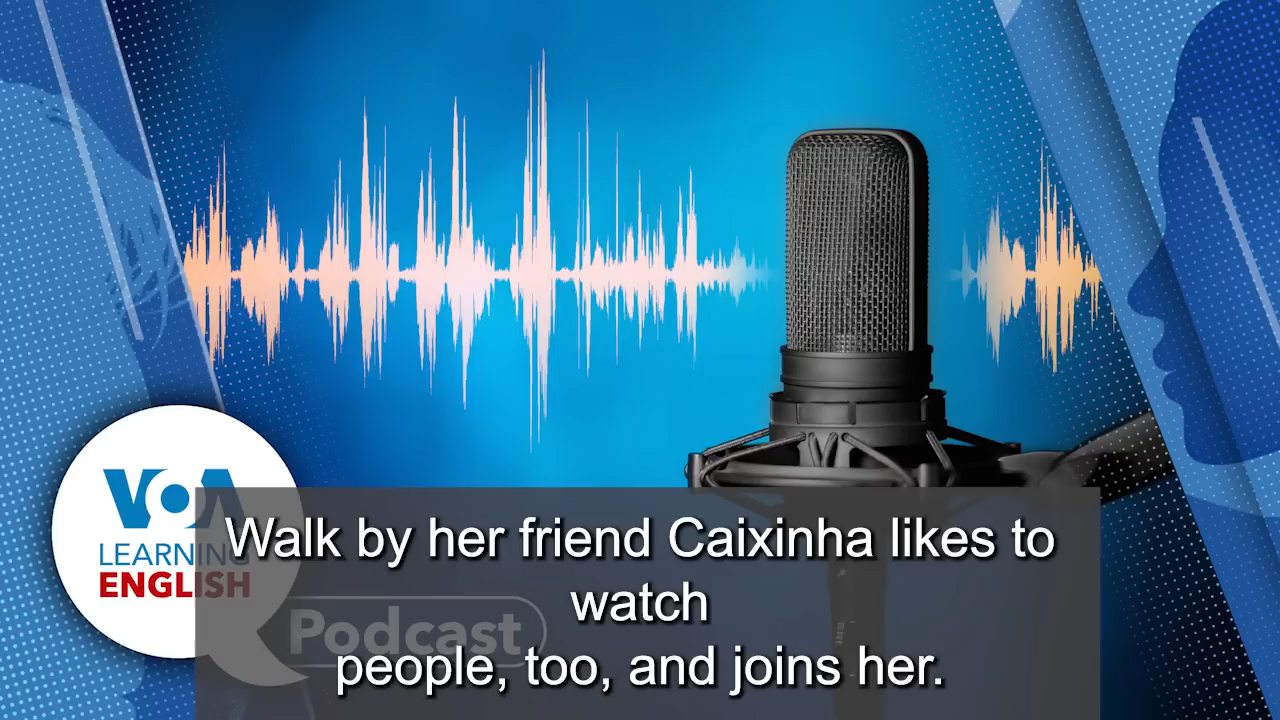 VOA
LEARNING
ENGLISH
Podcast
Walk by her friend Caixinha likes to
watch
people, too, and joins her.